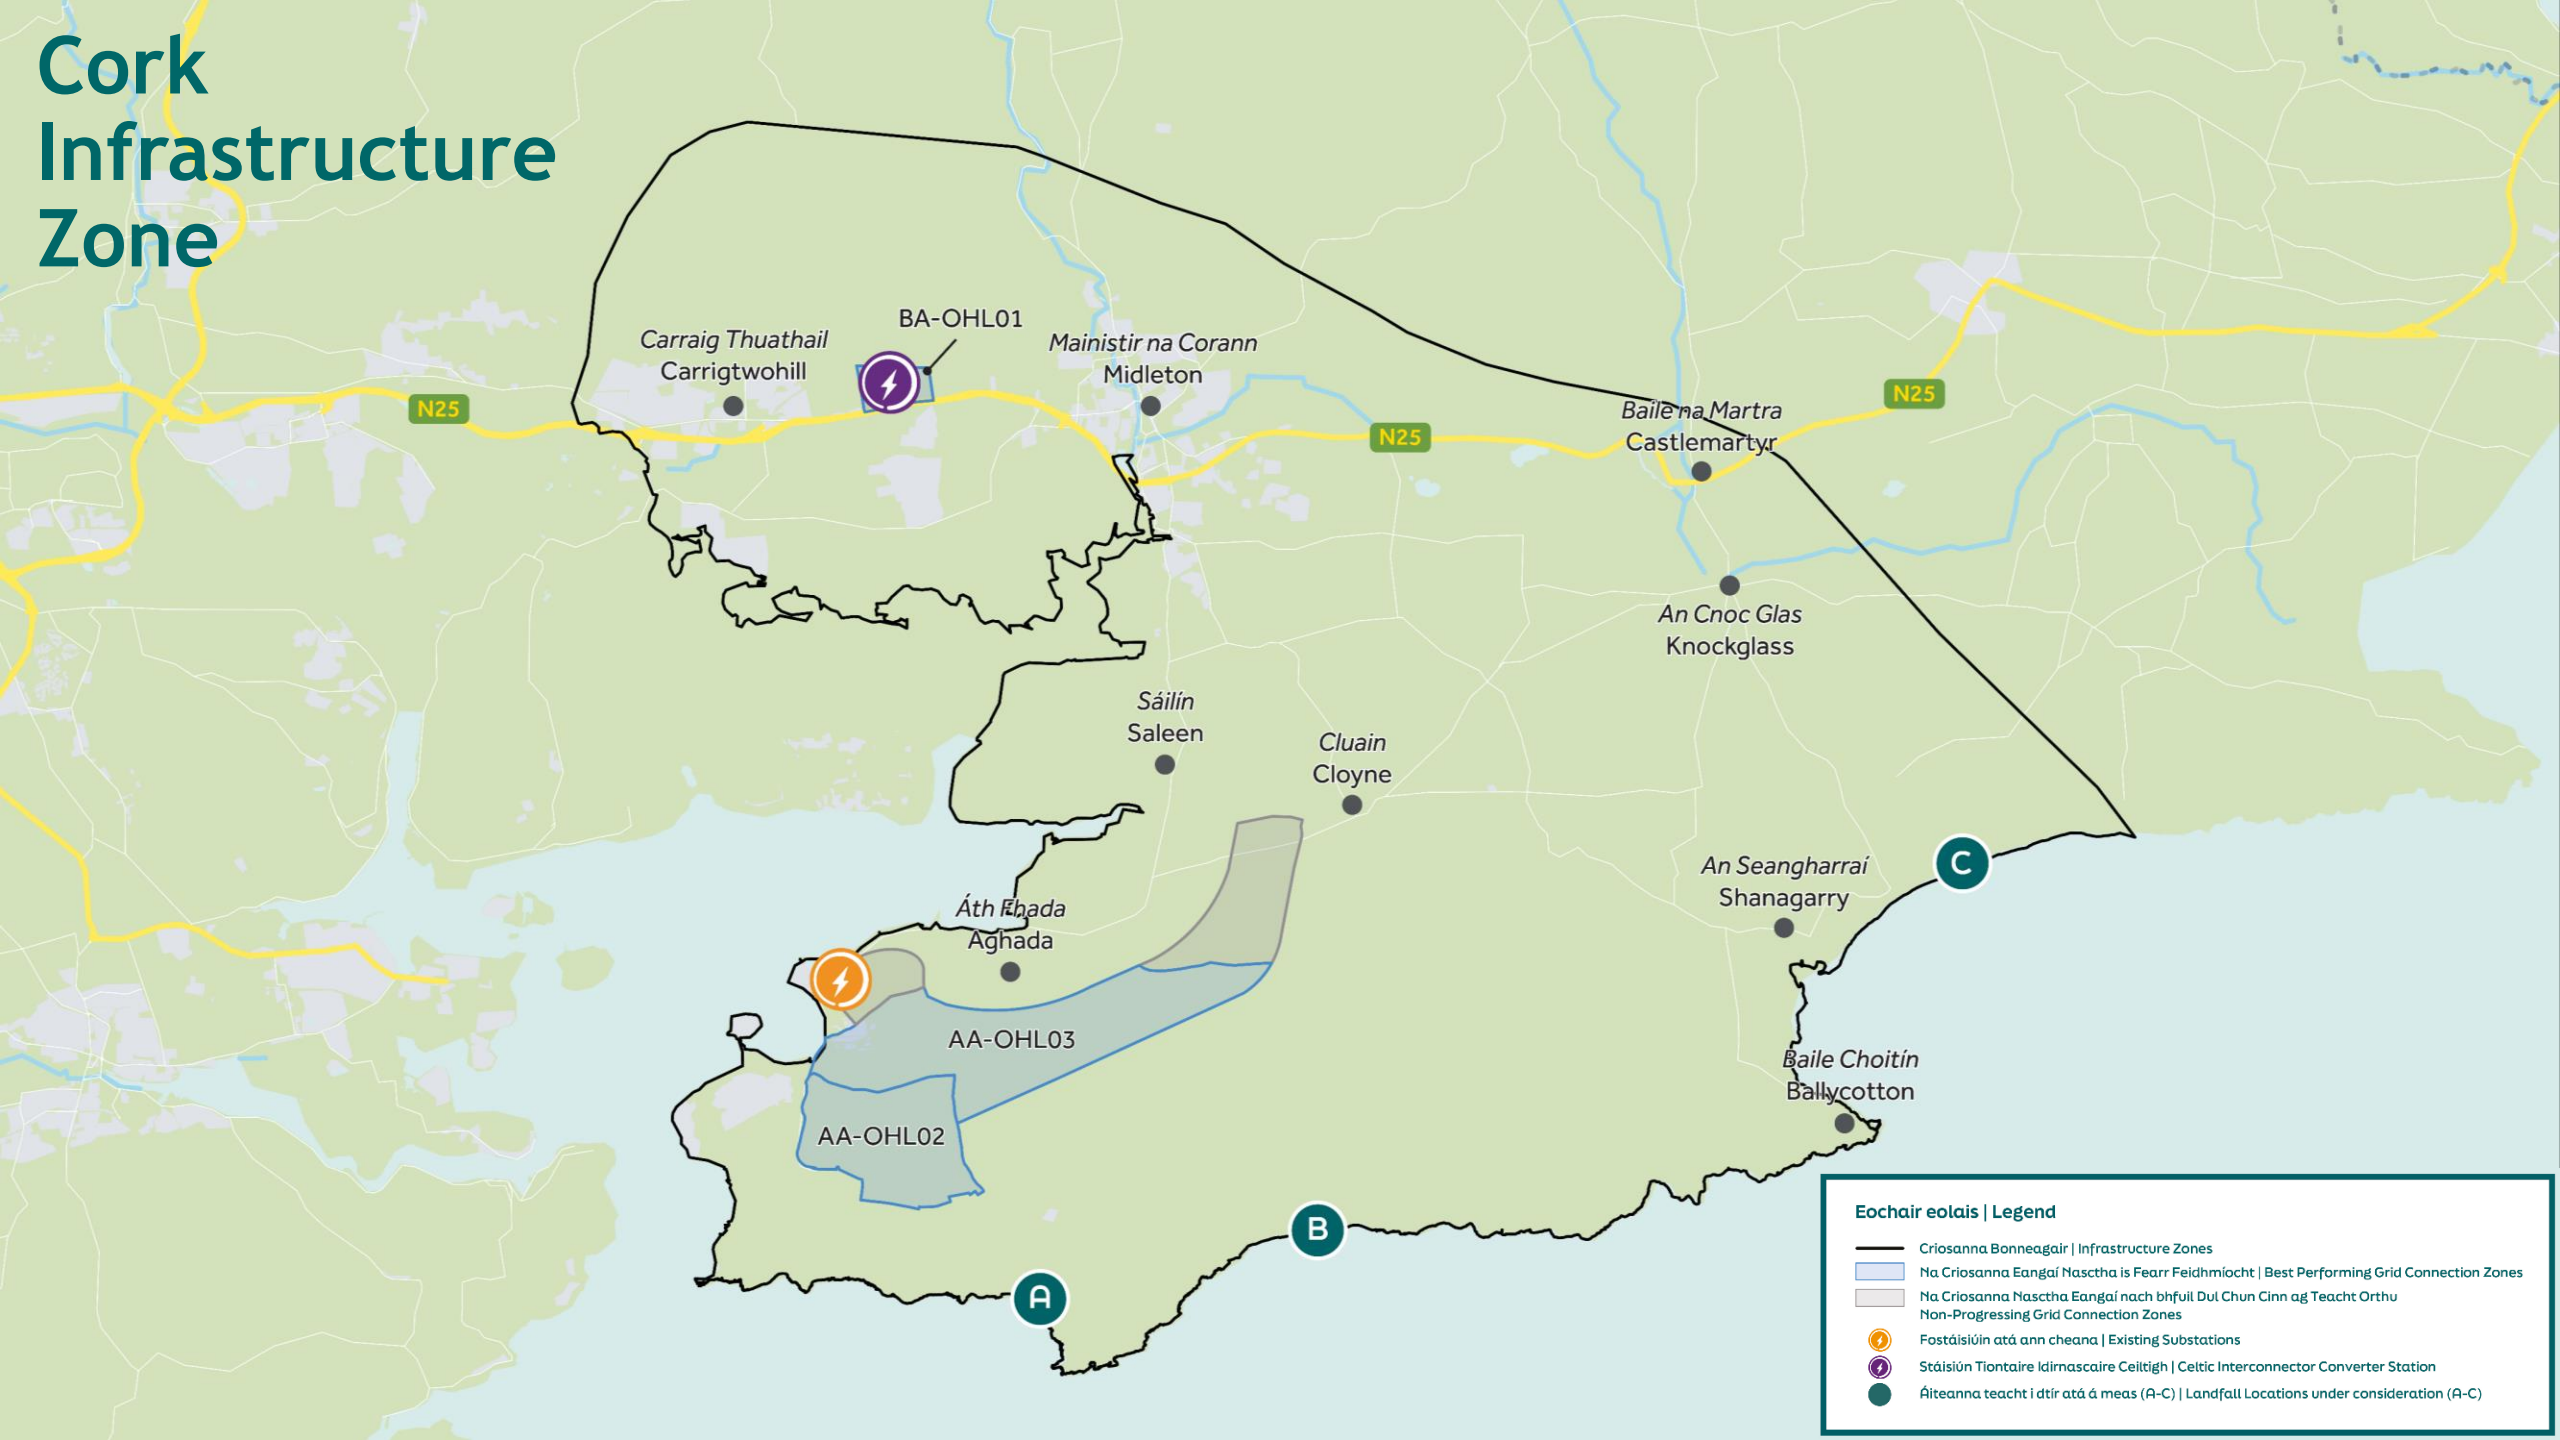 Cork
Infrastructure
Zone
BA-OHL01
Carraig Thuathail
Carrigtwohill
Mainistir na Corann
Midleton
N25
N25
N25
Baile na Martra
Castlemartyr
An Cnoc Glas
Knockglass
Sáilín
Saleen
Cluain
Cloyne
An Seangharraí
Shanagarry
C
Áth Fhada
Aghada
AA-OHL03
Baile Choitín
Ballycotton
AA-OHL02
B
A
Eochair eolais | Legend
Criosanna Bonneagair | Infrastructure Zones
Na Criosanna Eangaí Nasctha is Fearr Feidhmíocht | Best Performing Grid Connection Zones
Na Criosanna Nasctha Eangaí nach bhfuil Dul Chun Cinn ag Teacht Orthu
Non-Progressing Grid Connection Zones
Fostáisiúin atá ann cheana | Existing Substations
Stáisiún Tiontaire Idirnascaire Ceiltigh | Celtic Interconnector Converter Station
Áiteanna teacht i dtír atá á meas (A-C) | Landfall Locations under consideration (A-C)